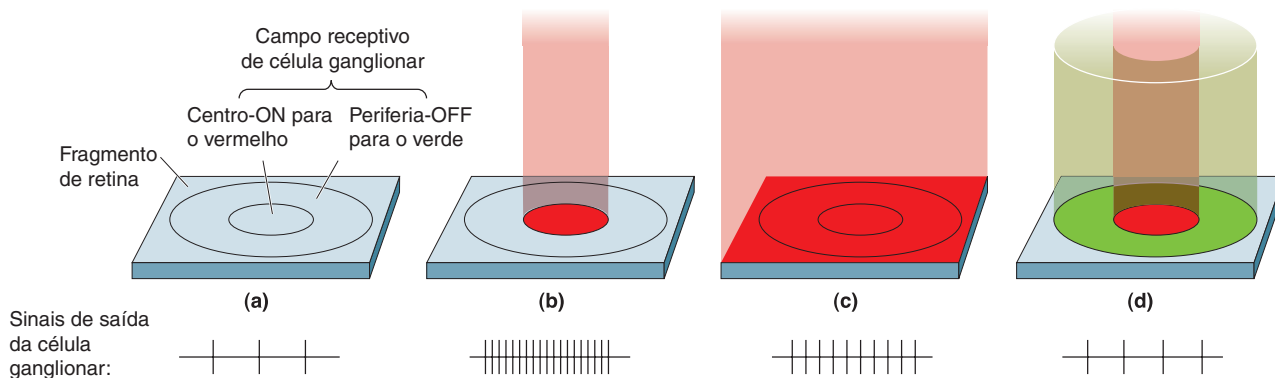 Campo receptivo
de célula ganglionar
Centro-ON para
o vermelho
Periferia-OFF
para o verde
Fragmento
de retina
(a)
(b)
(c)
(d)
Sinais de saída
da célula
ganglionar: